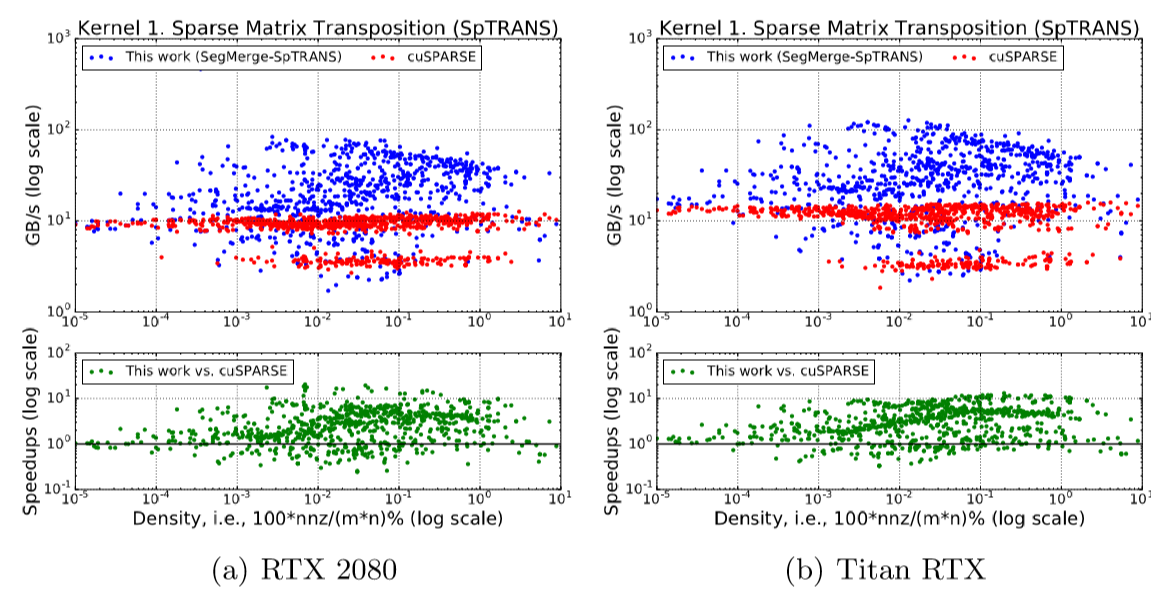 Kernel 1. Sparse Matrix Transposition (SpTRANS)
This work (SegMerge-SpTRANS) cuSPARSE
GB/s (log scale)
10^3
10^2
10^1
10^0
10^-5 10^-4 10^-3 10^-2 10^-1 10^0 10^1
This work vs. cuSPARSE
Speedups (log scale)
10^2
10^1
10^0
10^-1
10^-5 10^-4 10^-3 10^-2 10^-1 10^0 10^1
Density, i.e., 100*nnz/(m*n)% (log scale)
(a) RTX 2080
Kernel 1. Sparse Matrix Transposition (SpTRANS)
This work (SegMerge-SpTRANS) cuSPARSE
GB/s (log scale)
10^3
10^2
10^1
10^0
10^-5 10^-4 10^-3 10^-2 10^-1 10^0 10^1
This work vs. cuSPARSE
Speedups (log scale)
10^2
10^1
10^0
10^-1
10^-5 10^-4 10^-3 10^-2 10^-1 10^0 10^1
Density, i.e., 100*nnz/(m*n)% (log scale)
(b) Titan RTX